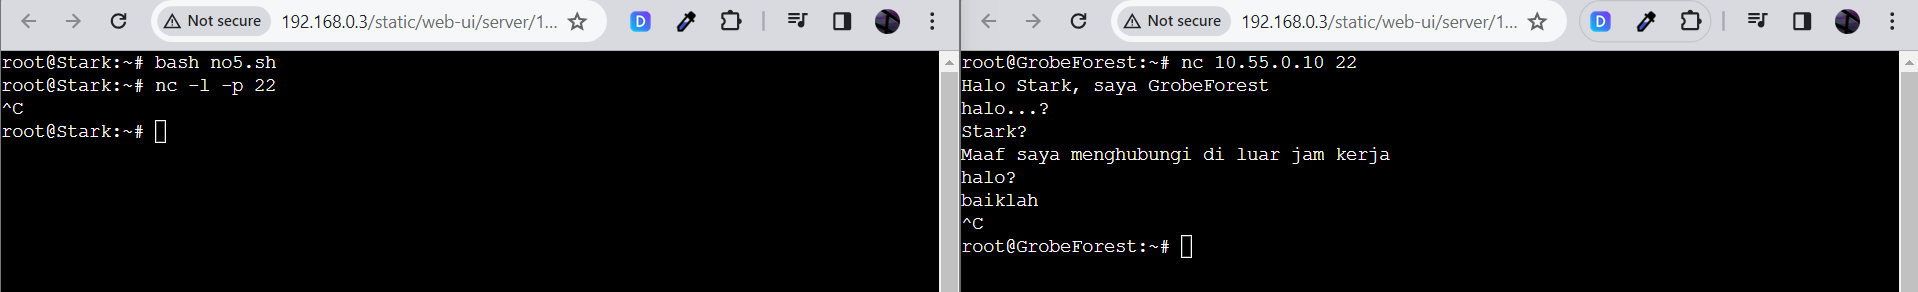 Not secure 192.168.0.3/static/web-ui/server/1...
root@Stark:~# bash no5.sh
root@Stark:~# nc -l -p 22
^C
root@Stark:~#
Not secure 192.168.0.3/static/web-ui/server/1...
root@GrobeForest:~# nc 10.55.0.10 22
Halo Stark, saya GrobeForest
halo...?
Stark?
Maaf saya menghubungi di luar jam kerja
halo?
baiklah
^C
root@GrobeForest:~#